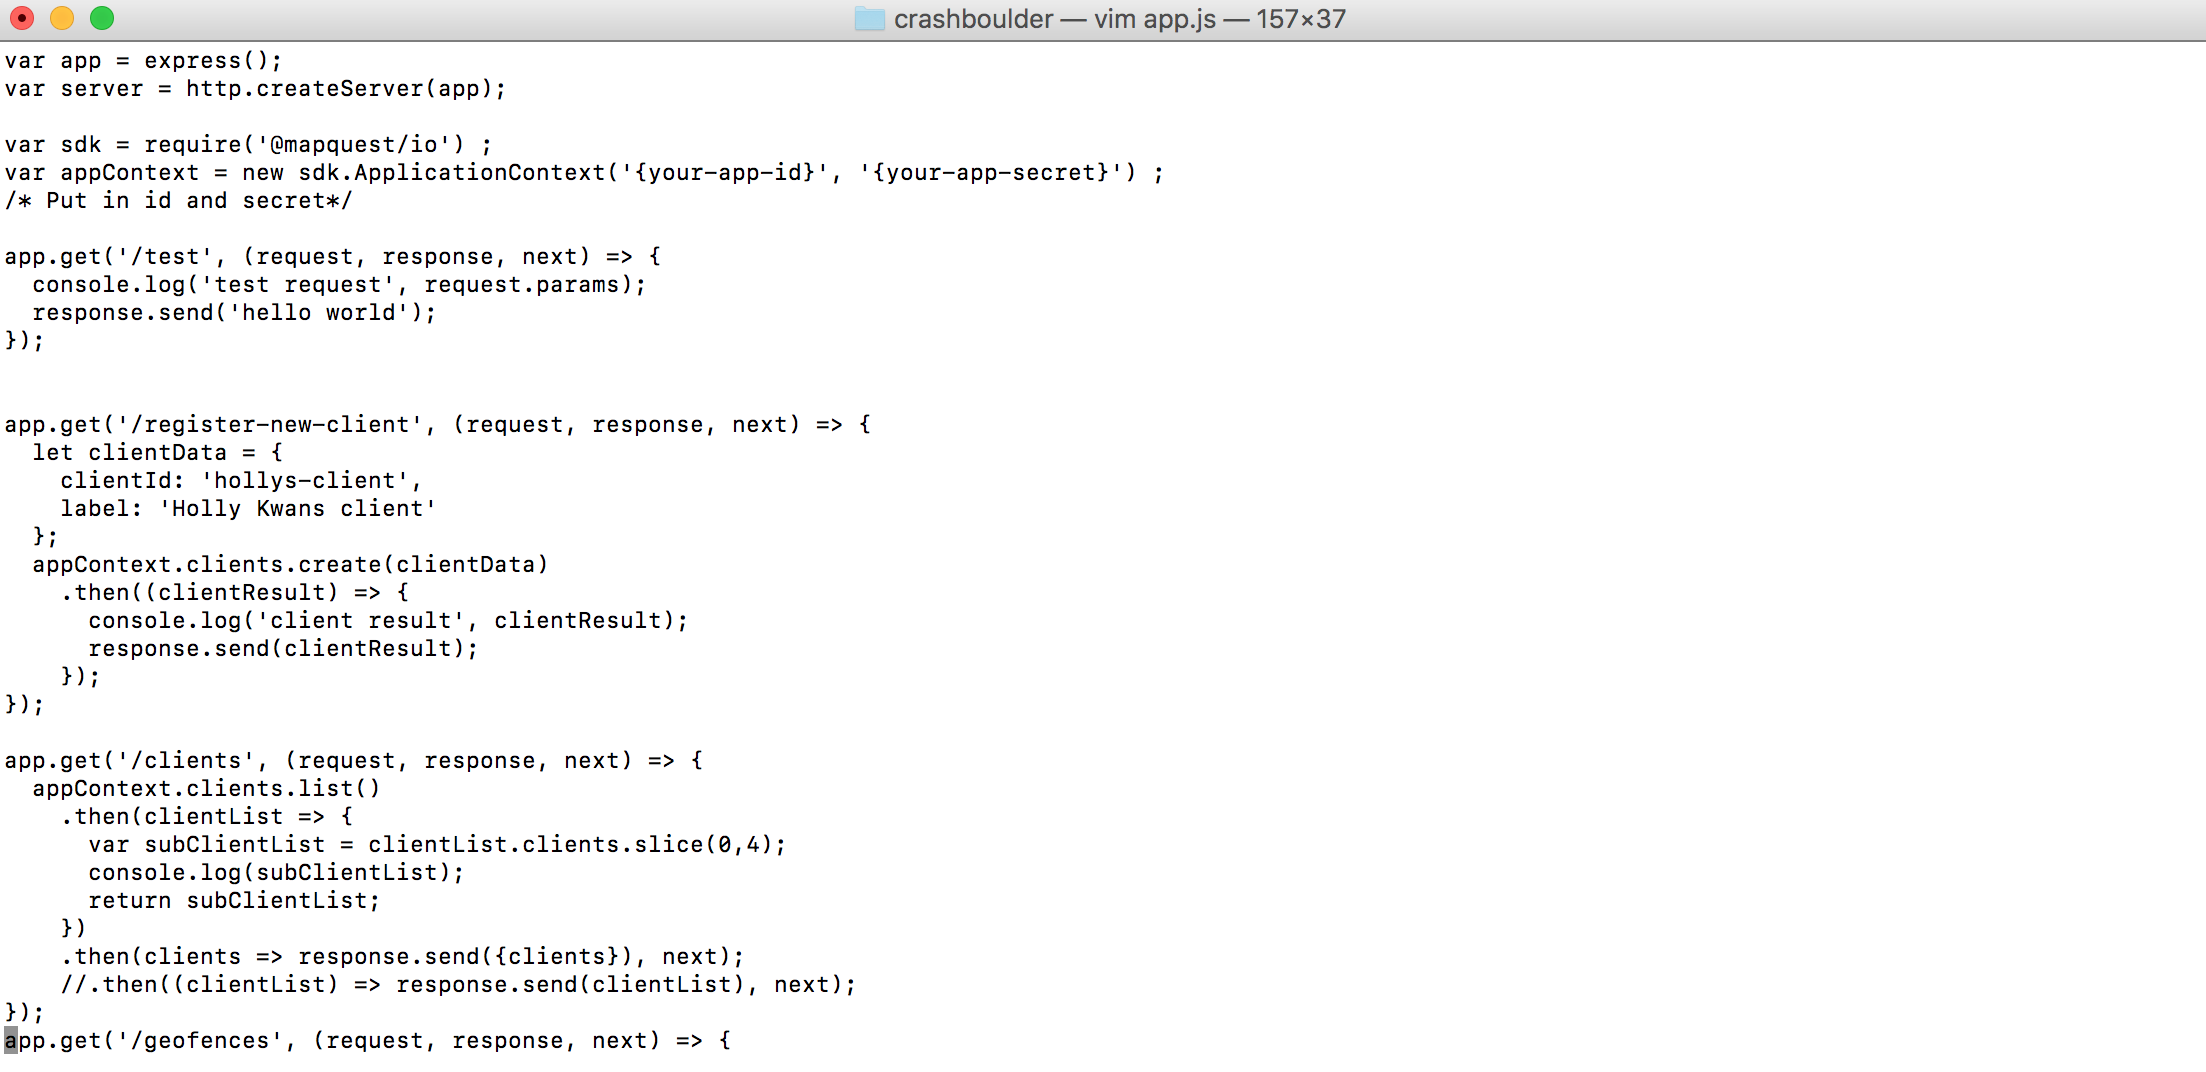 crashboulder — vim app.js — 157×37
var app = express();
var server = http.createServer(app);

var sdk = require('@mapquest/io') ;
var appContext = new sdk.ApplicationContext('{your-app-id}', '{your-app-secret}') ;
/* Put in id and secret*/

app.get('/test', (request, response, next) => {
  console.log('test request', request.params);
  response.send('hello world');
});


app.get('/register-new-client', (request, response, next) => {
  let clientData = {
    clientId: 'hollys-client',
    label: 'Holly Kwans client'
  };
  appContext.clients.create(clientData)
    .then((clientResult) => {
      console.log('client result', clientResult);
      response.send(clientResult);
    });
});

app.get('/clients', (request, response, next) => {
  appContext.clients.list()
    .then(clientList => {
      var subClientList = clientList.clients.slice(0,4);
      console.log(subClientList);
      return subClientList;
    })
    .then(clients => response.send({clients}), next);
    //.then((clientList) => response.send(clientList), next);
});
app.get('/geofences', (request, response, next) => {